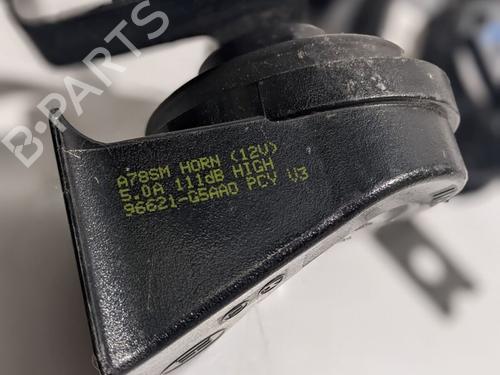 B-PARTS
A78SM HORN (12V)
5.0A 111dB HIGH
96621-G5AA0 PCY V3